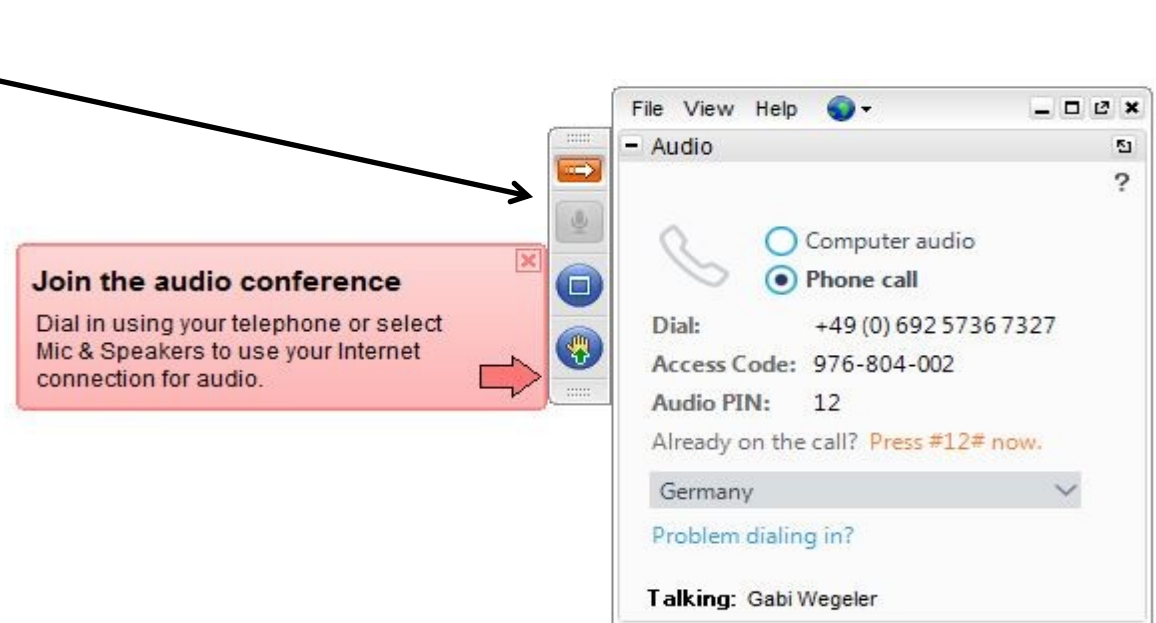 File View Help
Audio
?
Computer audio
Phone call
Join the audio conference
Dial in using your telephone or select
Mic & Speakers to use your Internet
connection for audio.
Dial: +49 (0) 692 5736 7327
Access Code: 976-804-002
Audio PIN: 12
Already on the call? Press #12# now.
Germany
Problem dialing in?
Talking: Gabi Wegeler